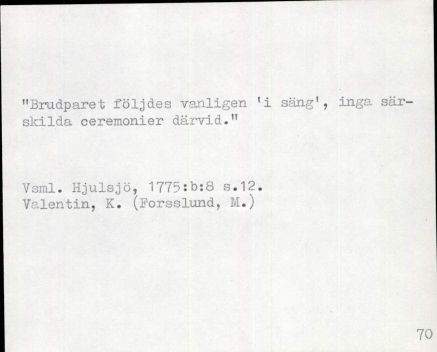 "Brudparet följdes vanligen 'i säng', inga sär-
skilda ceremonier därvid."
Vsml. Hjulsjö, 1775:b:8 s.12.
Valentin, K. (Forsslund, M.)
70